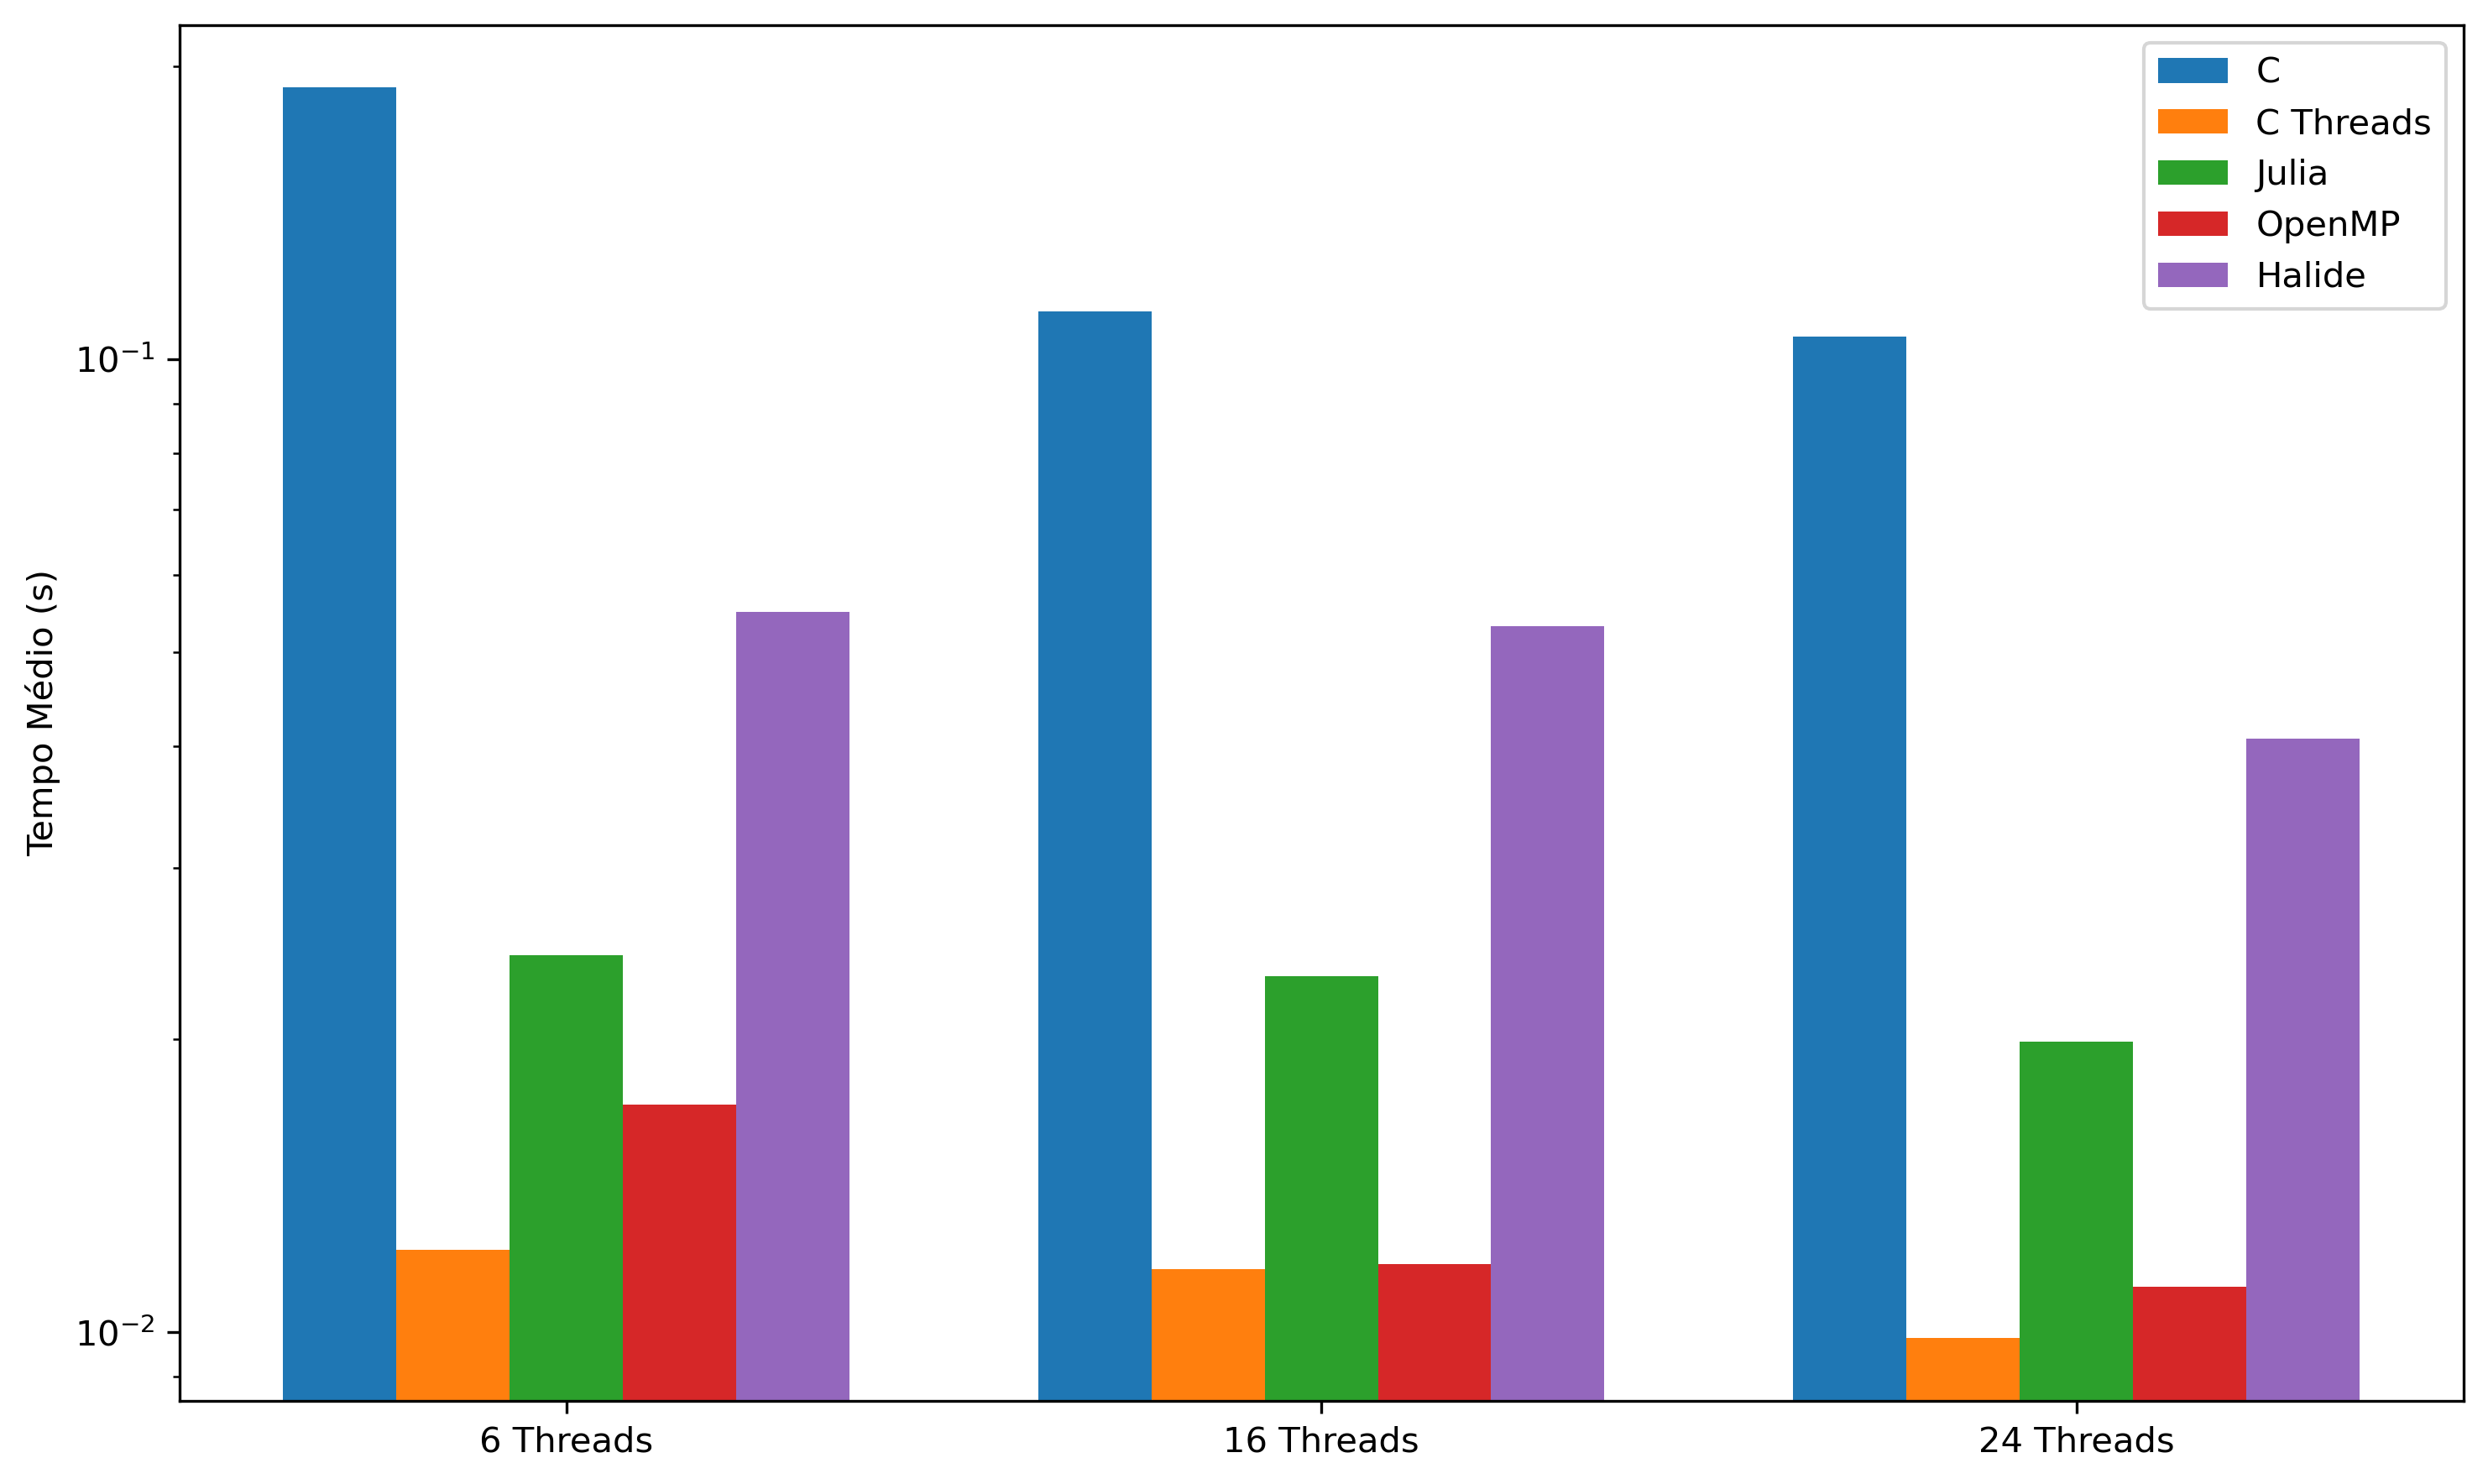 C
C Threads
Julia
OpenMP
Halide
10⁻¹
10⁻²
Tempo Médio (s)
6 Threads
16 Threads
24 Threads